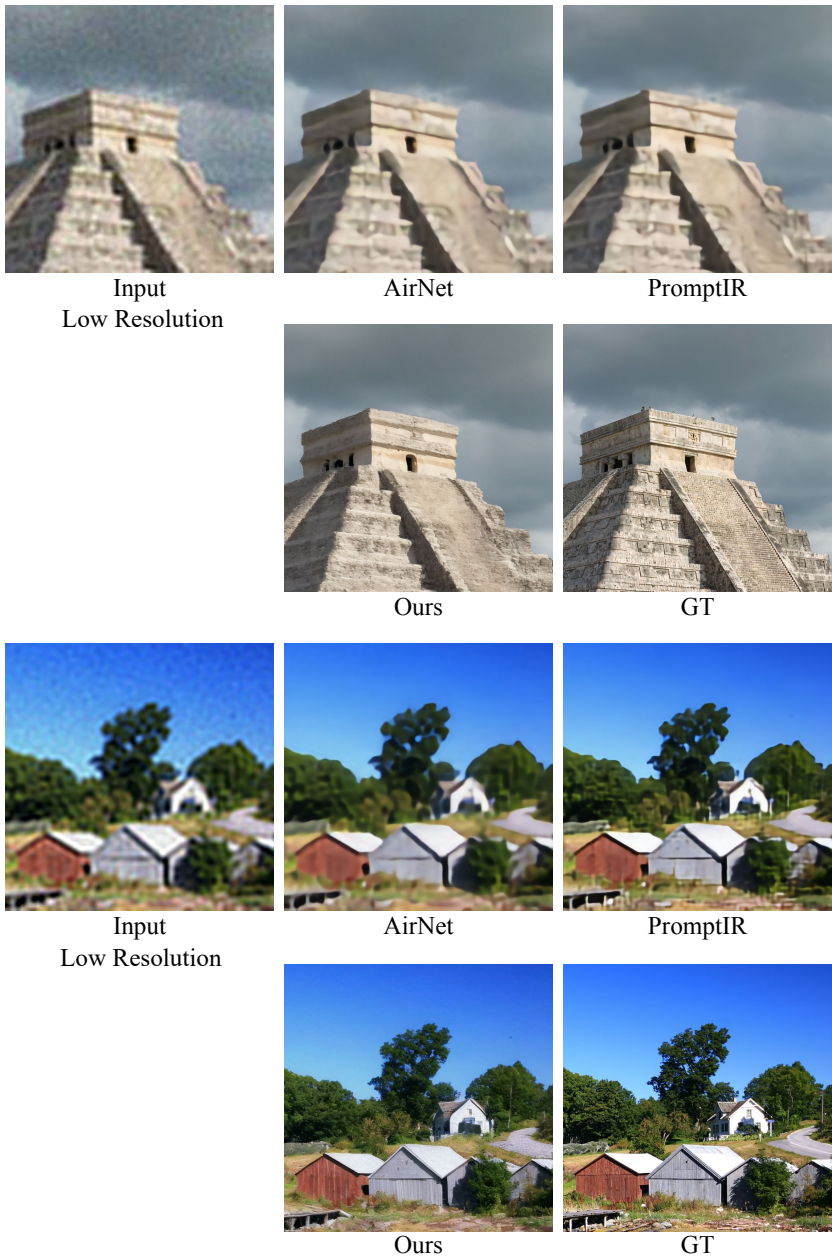 Input
AirNet
PromptIR
Low Resolution
Ours
GT
Input
AirNet
PromptIR
Low Resolution
Ours
GT